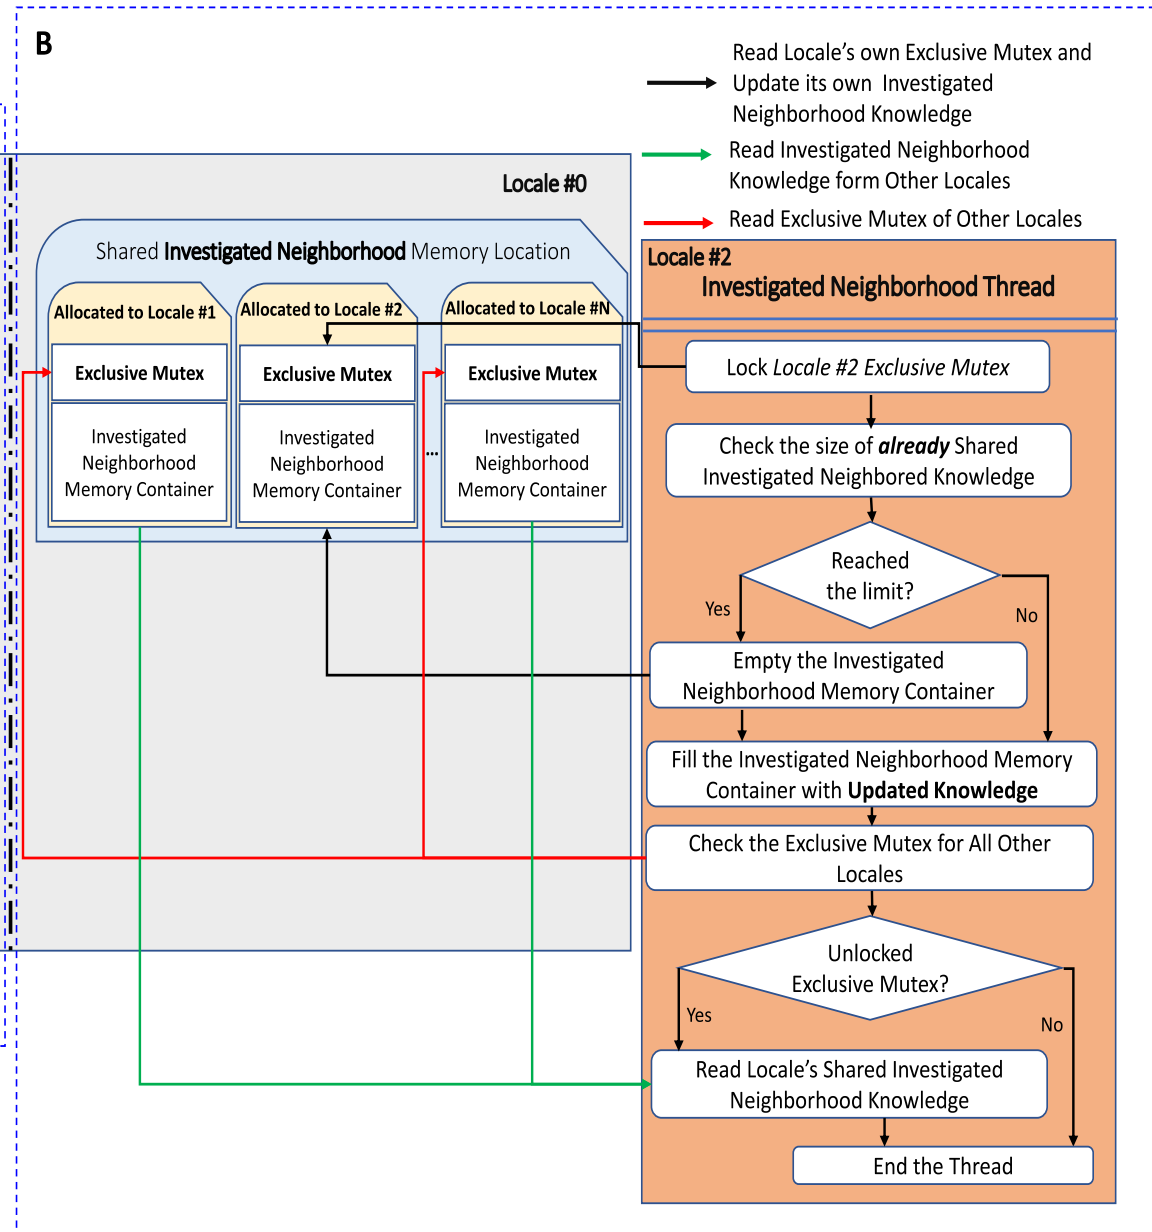 B
Read Locale's own Exclusive Mutex and
Update its own Investigated
Neighborhood Knowledge
Read Investigated Neighborhood
Knowledge form Other Locales
Read Exclusive Mutex of Other Locales
Locale #0
Shared Investigated Neighborhood Memory Location
Allocated to Locale #1
Exclusive Mutex
Investigated
Neighborhood
Memory Container
Allocated to Locale #2
Exclusive Mutex
Investigated
Neighborhood
Memory Container
...
Allocated to Locale #N
Exclusive Mutex
Investigated
Neighborhood
Memory Container
Locale #2
Investigated Neighborhood Thread
Lock Locale #2 Exclusive Mutex
Check the size of already Shared
Investigated Neighbored Knowledge
Reached
the limit?
Yes
No
Empty the Investigated
Neighborhood Memory Container
Fill the Investigated Neighborhood Memory
Container with Updated Knowledge
Check the Exclusive Mutex for All Other
Locales
Unlocked
Exclusive Mutex?
Yes
No
Read Locale's Shared Investigated
Neighborhood Knowledge
End the Thread